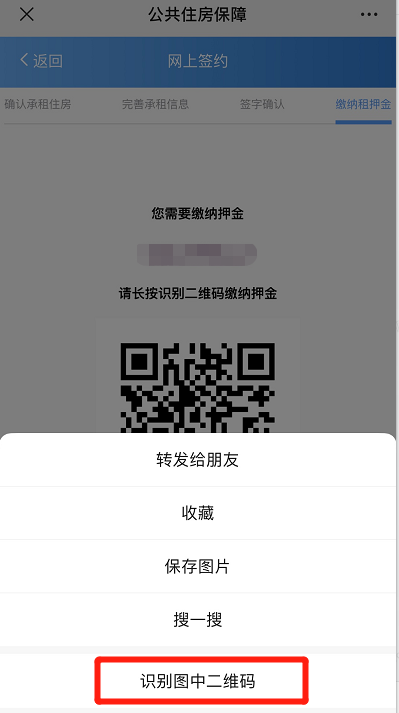 公共住房保障
返回
网上签约
确认承租住房
完善承租信息
签字确认
缴纳租押金
您需要缴纳押金
请长按识别二维码缴纳押金
转发给朋友
收藏
保存图片
搜一搜
识别图中二维码